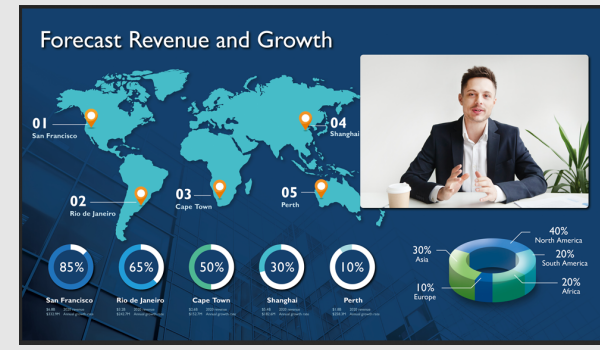 Forecast Revenue and Growth
01
San Francisco
02
Rio de Janeiro
03
Cape Town
04
Shanghai
05
Perth
85%
65%
50%
30%
10%
San Francisco
Rio de Janeiro
Cape Town
Shanghai
Perth
40%
North America
20%
South America
20%
Africa
30%
Asia
10%
Europe